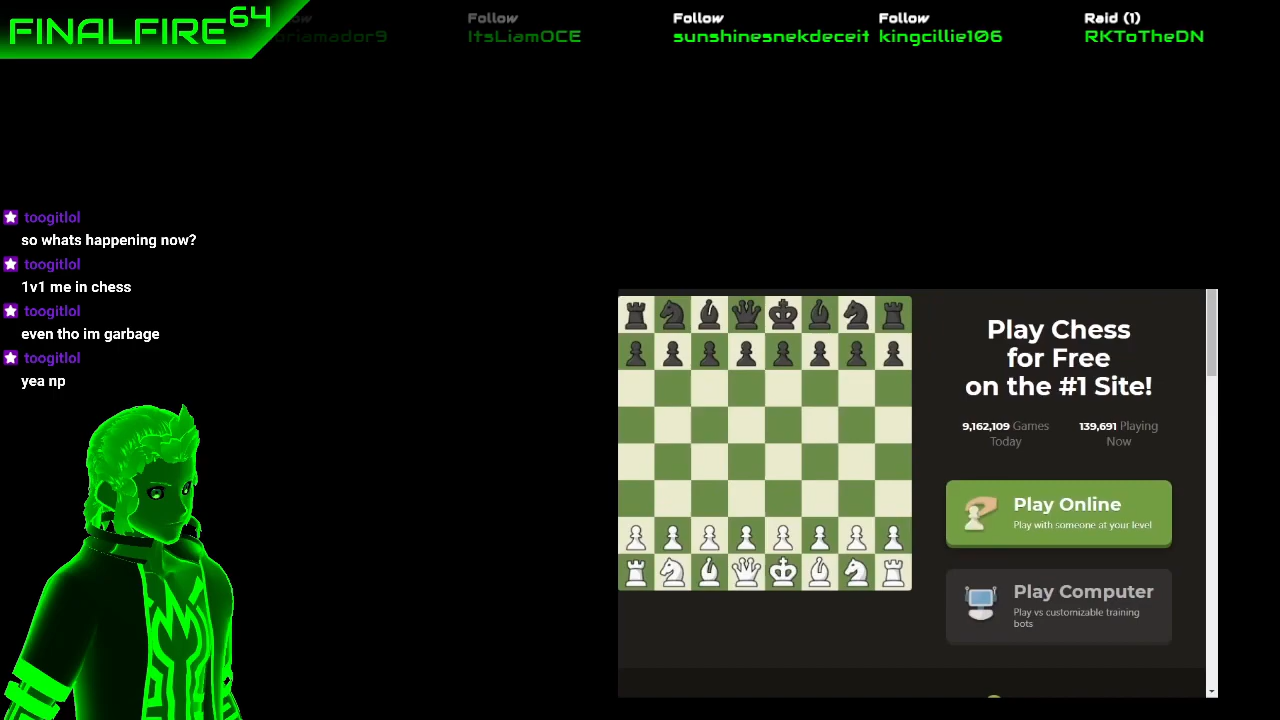 FINALFIRE64
Follow
ItsLiamOCE
Follow
sunshinesnekdeceit
Follow
kingcillie106
Raid (1)
RKToTheDN
toogitlol
so whats happening now?
toogitlol
1v1 me in chess
toogitlol
even tho im garbage
toogitlol
yea np
Play Chess
for Free
on the #1 Site!
9,162,109 Games
Today
139,691 Playing
Now
Play Online
Play with someone at your level
Play Computer
Play vs customizable training
bots